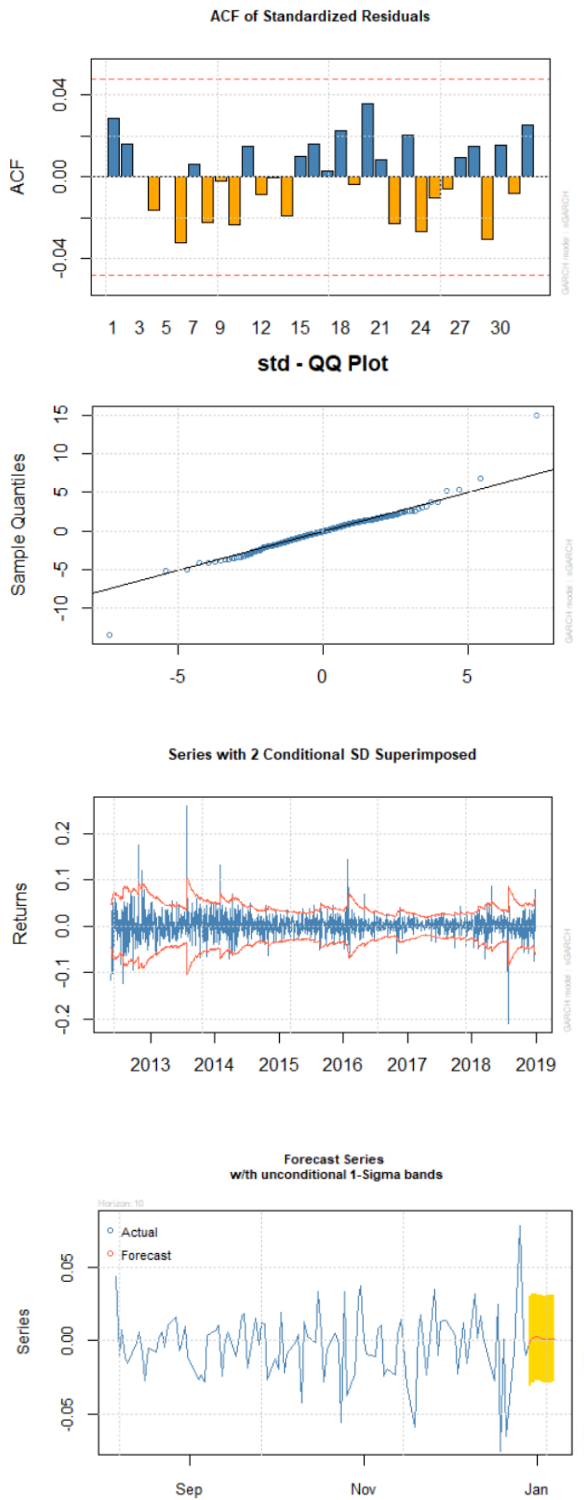 ACF of Standardized Residuals
ACF
0.04
0.00
-0.04
1 3 5 7 9 12 15 18 21 24 27 30
GARCH model : sGARCH
std - QQ Plot
Sample Quantiles
15
10
5
0
-5
-10
-5 0 5
GARCH model : sGARCH
Series with 2 Conditional SD Superimposed
Returns
0.2
0.1
0.0
-0.1
-0.2
2013 2014 2015 2016 2017 2018 2019
GARCH model : sGARCH
Forecast Series
w/th unconditional 1-Sigma bands
Horizon: 10
Actual
Forecast
Series
0.05
0.00
-0.05
Sep Nov Jan